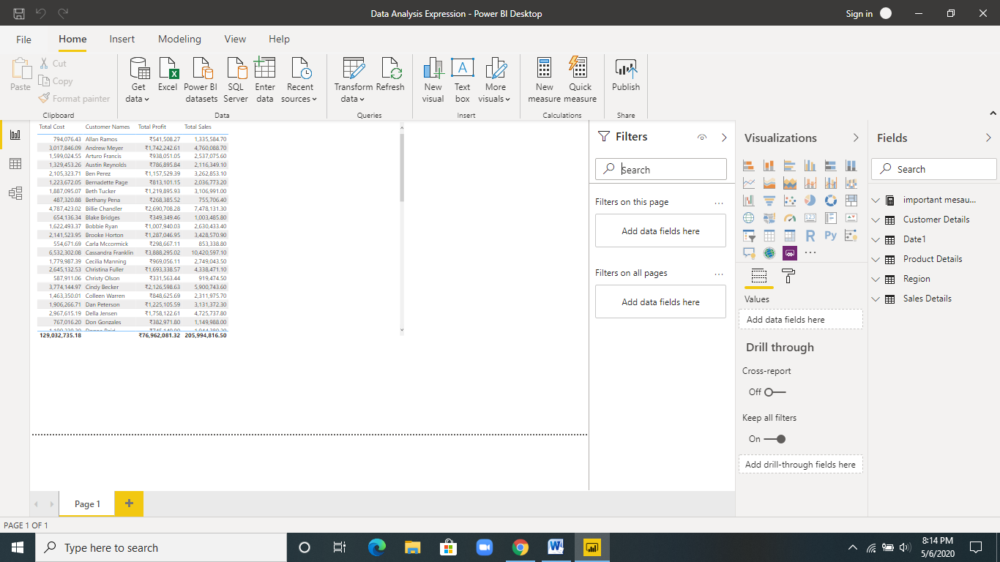 Data Analysis Expression - Power BI Desktop
Sign in
File Home Insert Modeling View Help
Paste
Cut
Copy
Format painter
Clipboard
Get data
Excel
Power BI datasets
SQL Server
Enter data
Recent sources
Data
Transform data
Refresh
Queries
New visual
Text box
More visuals
Insert
New measure
Quick measure
Calculations
Publish
Share
Total Cost Customer Names Total Profit Total Sales
794,076.43 Allan Ramos ₹541,508.27 1,335,584.70
3,017,846.09 Andrew Meyer ₹1,742,242.61 4,760,088.70
1,599,024.55 Arturo Francis ₹938,051.05 2,537,075.60
1,329,453.26 Austin Reynolds ₹786,895.84 2,116,349.10
2,105,323.71 Ben Perez ₹1,157,529.39 3,262,853.10
1,223,672.05 Bernadette Page ₹813,101.15 2,036,773.20
1,887,095.07 Beth Tucker ₹1,219,895.93 3,106,991.00
487,320.88 Bethany Pena ₹268,385.52 755,706.40
4,787,423.02 Billie Chandler ₹2,690,708.28 7,478,131.30
654,136.34 Blake Bridges ₹349,349.46 1,003,485.80
1,622,493.37 Bobbie Ryan ₹1,007,940.03 2,630,433.40
2,141,523.95 Brooke Horton ₹1,287,046.95 3,428,570.90
554,671.69 Carla Mccormick ₹298,667.11 853,338.80
6,532,302.08 Cassandra Franklin ₹3,888,295.02 10,420,597.10
1,779,987.39 Cecilia Manning ₹969,056.11 2,749,043.50
2,645,132.53 Christina Fuller ₹1,693,338.57 4,338,471.10
587,911.06 Christy Olson ₹331,563.44 919,474.50
3,774,144.97 Cindy Becker ₹2,126,598.63 5,900,743.60
1,463,350.01 Colleen Warren ₹848,625.69 2,311,975.70
1,906,266.71 Dan Peterson ₹1,225,105.59 3,131,372.30
2,967,615.19 Della Jensen ₹1,758,122.61 4,725,737.80
767,016.20 Don Gonzales ₹382,971.80 1,149,988.00
129,032,735.18 ₹76,962,081.32 205,994,816.50
Filters
Search
Filters on this page ...
Add data fields here
Filters on all pages ...
Add data fields here
Visualizations
123
R Py
...
Values
Add data fields here
Drill through
Cross-report
Off
Keep all filters
On
Add drill-through fields here
Fields
Search
important mesau...
Customer Details
Date1
Product Details
Region
Sales Details
Page 1
PAGE 1 OF 1
Type here to search
8:14 PM
5/6/2020